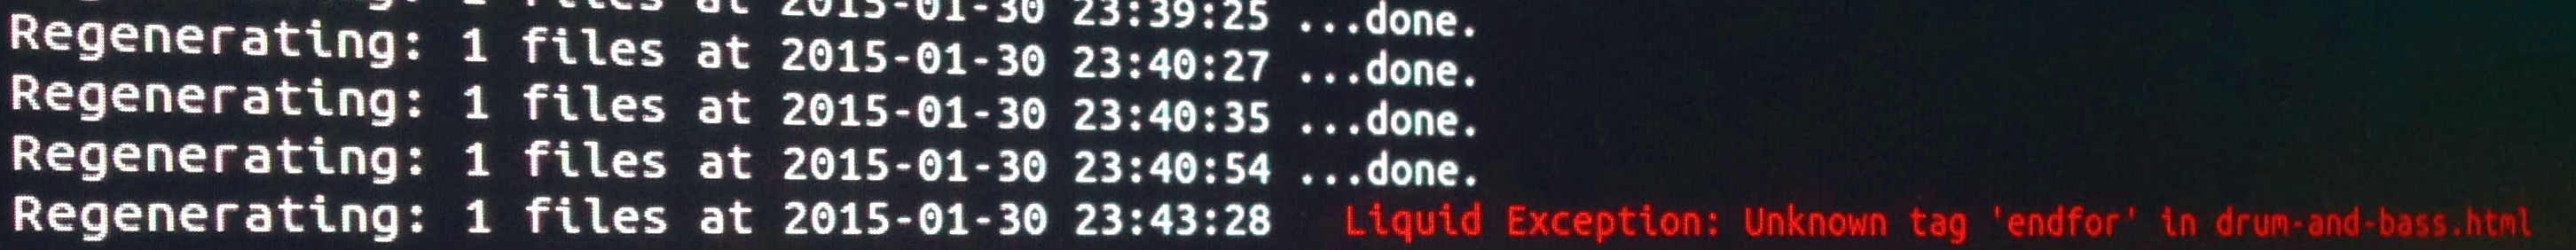 Regenerating: 1 files at 2015-01-30 23:39:25 ...done.
Regenerating: 1 files at 2015-01-30 23:40:27 ...done.
Regenerating: 1 files at 2015-01-30 23:40:35 ...done.
Regenerating: 1 files at 2015-01-30 23:40:54 ...done.
Regenerating: 1 files at 2015-01-30 23:43:28 Liquid Exception: Unknown tag 'endfor' in drum-and-bass.html